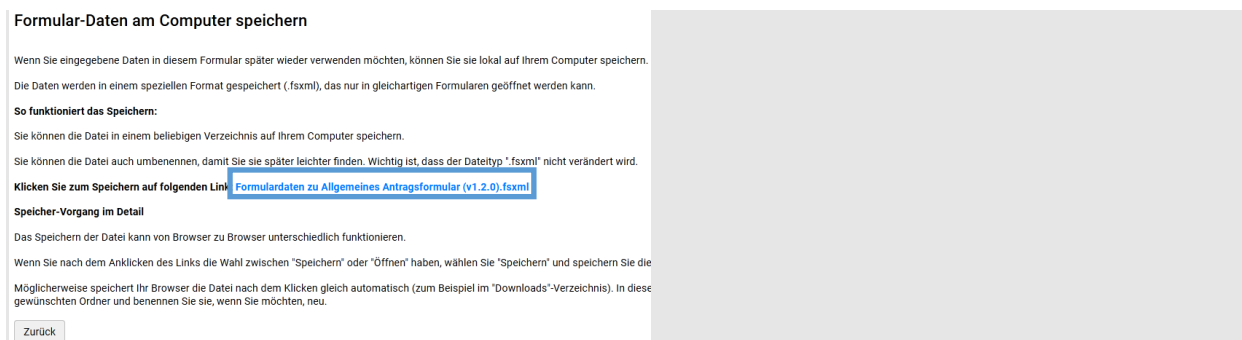 Formular-Daten am Computer speichern
Wenn Sie eingegebene Daten in diesem Formular später wieder verwenden möchten, können Sie sie lokal auf Ihrem Computer speichern.
Die Daten werden in einem speziellen Format gespeichert (.fsxml), das nur in gleichartigen Formularen geöffnet werden kann.
So funktioniert das Speichern:
Sie können die Datei in einem beliebigen Verzeichnis auf Ihrem Computer speichern.
Sie können die Datei auch umbenennen, damit Sie sie später leichter finden. Wichtig ist, dass der Dateityp ".fsxml" nicht verändert wird.
Klicken Sie zum Speichern auf folgenden Link Formulardaten zu Allgemeines Antragsformular (v1.2.0).fsxml
Speicher-Vorgang im Detail
Das Speichern der Datei kann von Browser zu Browser unterschiedlich funktionieren.
Wenn Sie nach dem Anklicken des Links die Wahl zwischen "Speichern" oder "Öffnen" haben, wählen Sie "Speichern" und speichern Sie die
Möglicherweise speichert Ihr Browser die Datei nach dem Klicken gleich automatisch (zum Beispiel im "Downloads"-Verzeichnis). In diese
gewünschten Ordner und benennen Sie sie, wenn Sie möchten, neu.
Zurück